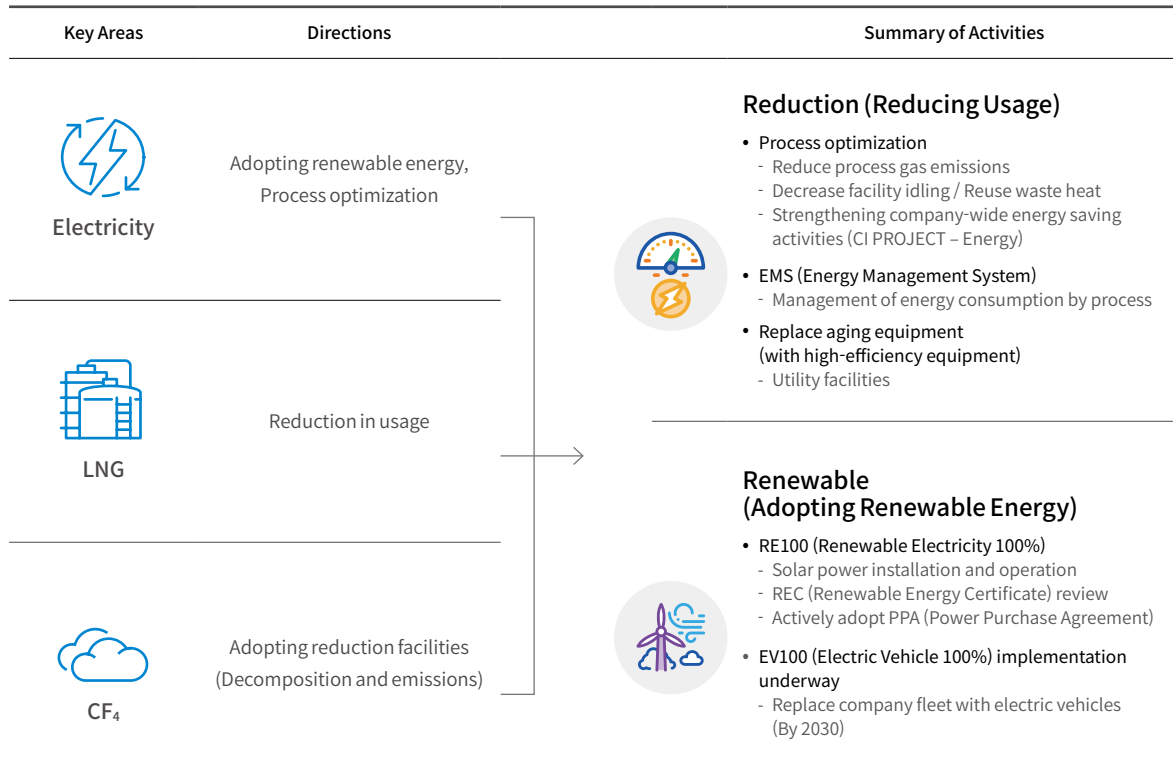 Key Areas
Directions
Summary of Activities
Electricity
Adopting renewable energy,
Process optimization
LNG
Reduction in usage
CF₄
Adopting reduction facilities
(Decomposition and emissions)
Reduction (Reducing Usage)
• Process optimization
- Reduce process gas emissions
- Decrease facility idling / Reuse waste heat
- Strengthening company-wide energy saving
activities (CI PROJECT – Energy)
• EMS (Energy Management System)
- Management of energy consumption by process
• Replace aging equipment
(with high-efficiency equipment)
- Utility facilities
Renewable
(Adopting Renewable Energy)
• RE100 (Renewable Electricity 100%)
- Solar power installation and operation
- REC (Renewable Energy Certificate) review
- Actively adopt PPA (Power Purchase Agreement)
• EV100 (Electric Vehicle 100%) implementation
underway
- Replace company fleet with electric vehicles
(By 2030)